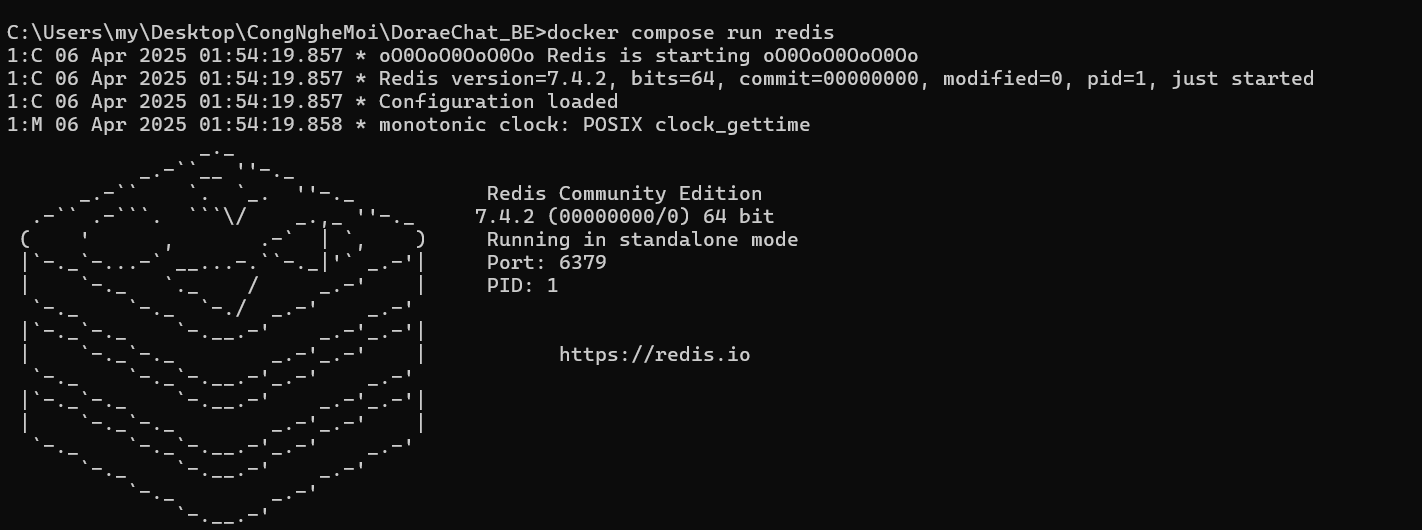 C:\Users\my\Desktop\CongNgheMoi\DoraeChat_BE>docker compose run redis
1:C 06 Apr 2025 01:54:19.857 * oO0OoO0OoO0Oo Redis is starting oO0OoO0OoO0Oo
1:C 06 Apr 2025 01:54:19.857 * Redis version=7.4.2, bits=64, commit=00000000, modified=0, pid=1, just started
1:C 06 Apr 2025 01:54:19.857 * Configuration loaded
1:M 06 Apr 2025 01:54:19.858 * monotonic clock: POSIX clock_gettime
Redis Community Edition
7.4.2 (00000000/0) 64 bit
Running in standalone mode
Port: 6379
PID: 1
https://redis.io